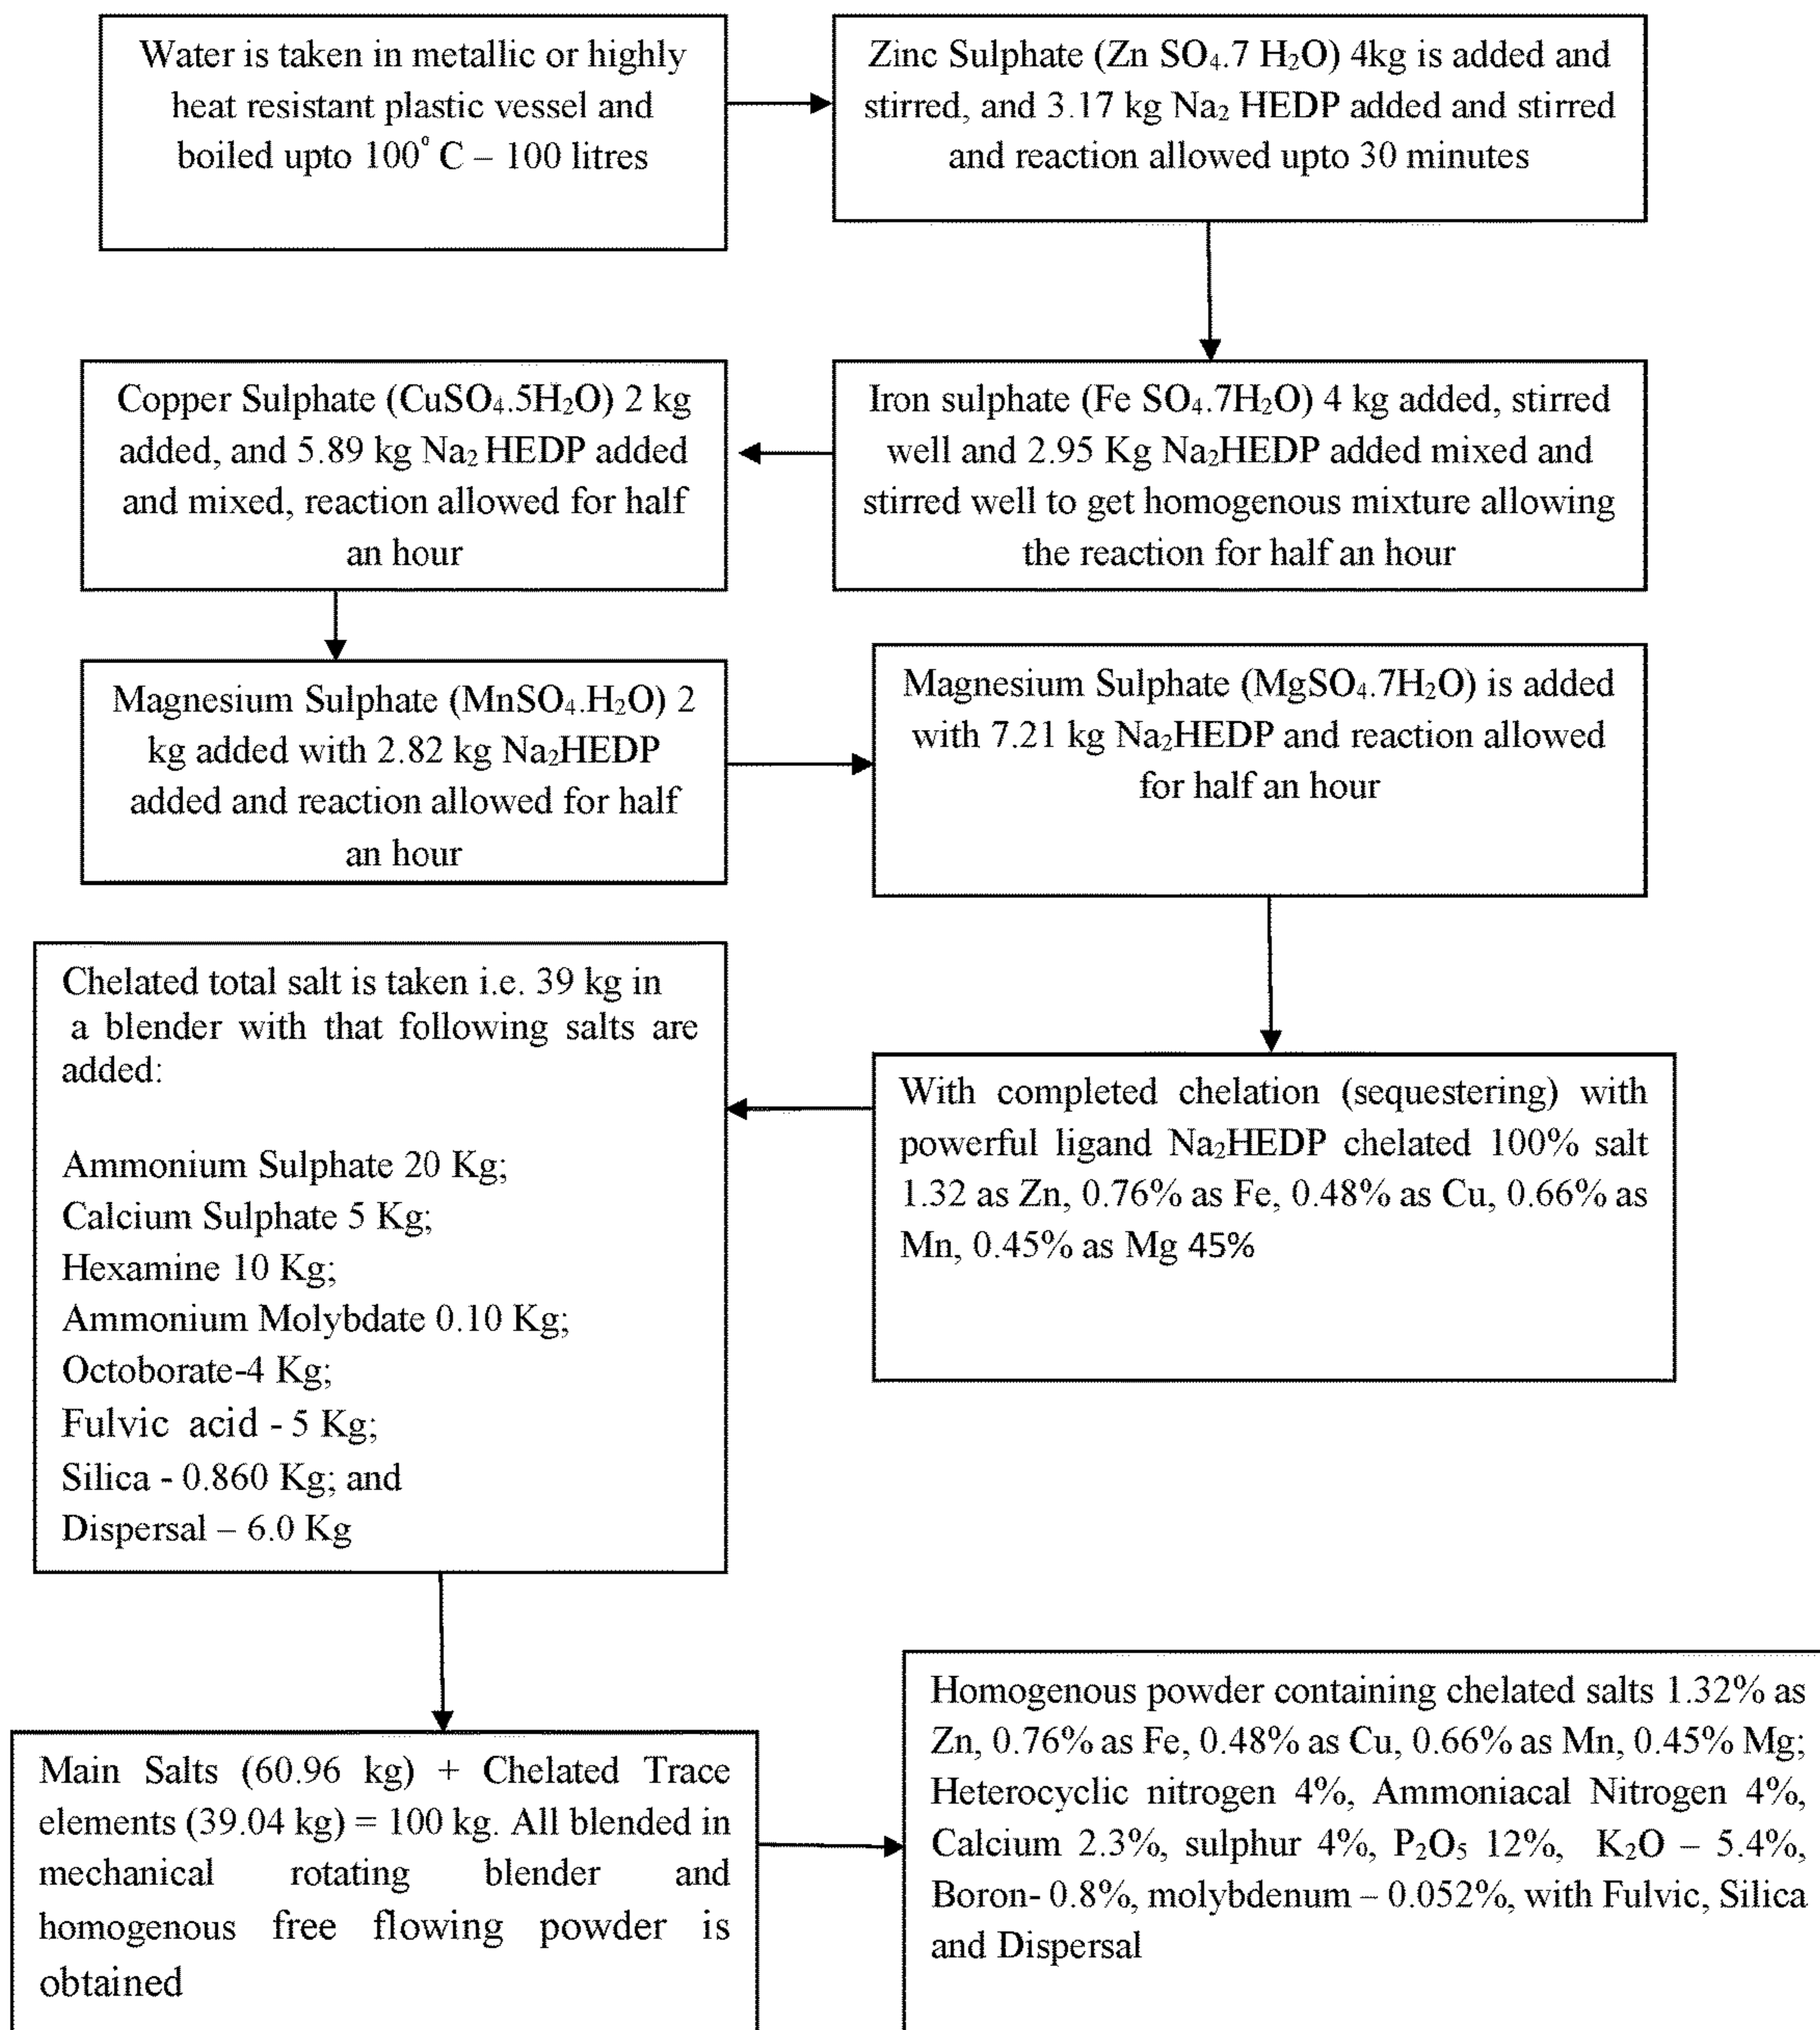 Water is taken in metallic or highly
heat resistant plastic vessel and
boiled upto 100° C – 100 litres
Zinc Sulphate (Zn SO₄.7 H₂O) 4kg is added and
stirred, and 3.17 kg Na₂ HEDP added and stirred
and reaction allowed upto 30 minutes
Iron sulphate (Fe SO₄.7H₂O) 4 kg added, stirred
well and 2.95 Kg Na₂HEDP added mixed and
stirred well to get homogenous mixture allowing
the reaction for half an hour
Copper Sulphate (CuSO₄.5H₂O) 2 kg
added, and 5.89 kg Na₂ HEDP added
and mixed, reaction allowed for half
an hour
Magnesium Sulphate (MnSO₄.H₂O) 2
kg added with 2.82 kg Na₂HEDP
added and reaction allowed for half
an hour
Magnesium Sulphate (MgSO₄.7H₂O) is added
with 7.21 kg Na₂HEDP and reaction allowed
for half an hour
With completed chelation (sequestering) with
powerful ligand Na₂HEDP chelated 100% salt
1.32 as Zn, 0.76% as Fe, 0.48% as Cu, 0.66% as
Mn, 0.45% as Mg 45%
Chelated total salt is taken i.e. 39 kg in
a blender with that following salts are
added:
Ammonium Sulphate 20 Kg;
Calcium Sulphate 5 Kg;
Hexamine 10 Kg;
Ammonium Molybdate 0.10 Kg;
Octoborate-4 Kg;
Fulvic acid - 5 Kg;
Silica - 0.860 Kg; and
Dispersal – 6.0 Kg
Main Salts (60.96 kg) + Chelated Trace
elements (39.04 kg) = 100 kg. All blended in
mechanical rotating blender and
homogenous free flowing powder is
obtained
Homogenous powder containing chelated salts 1.32% as
Zn, 0.76% as Fe, 0.48% as Cu, 0.66% as Mn, 0.45% Mg;
Heterocyclic nitrogen 4%, Ammoniacal Nitrogen 4%,
Calcium 2.3%, sulphur 4%, P₂O₅ 12%, K₂O – 5.4%,
Boron- 0.8%, molybdenum – 0.052%, with Fulvic, Silica
and Dispersal